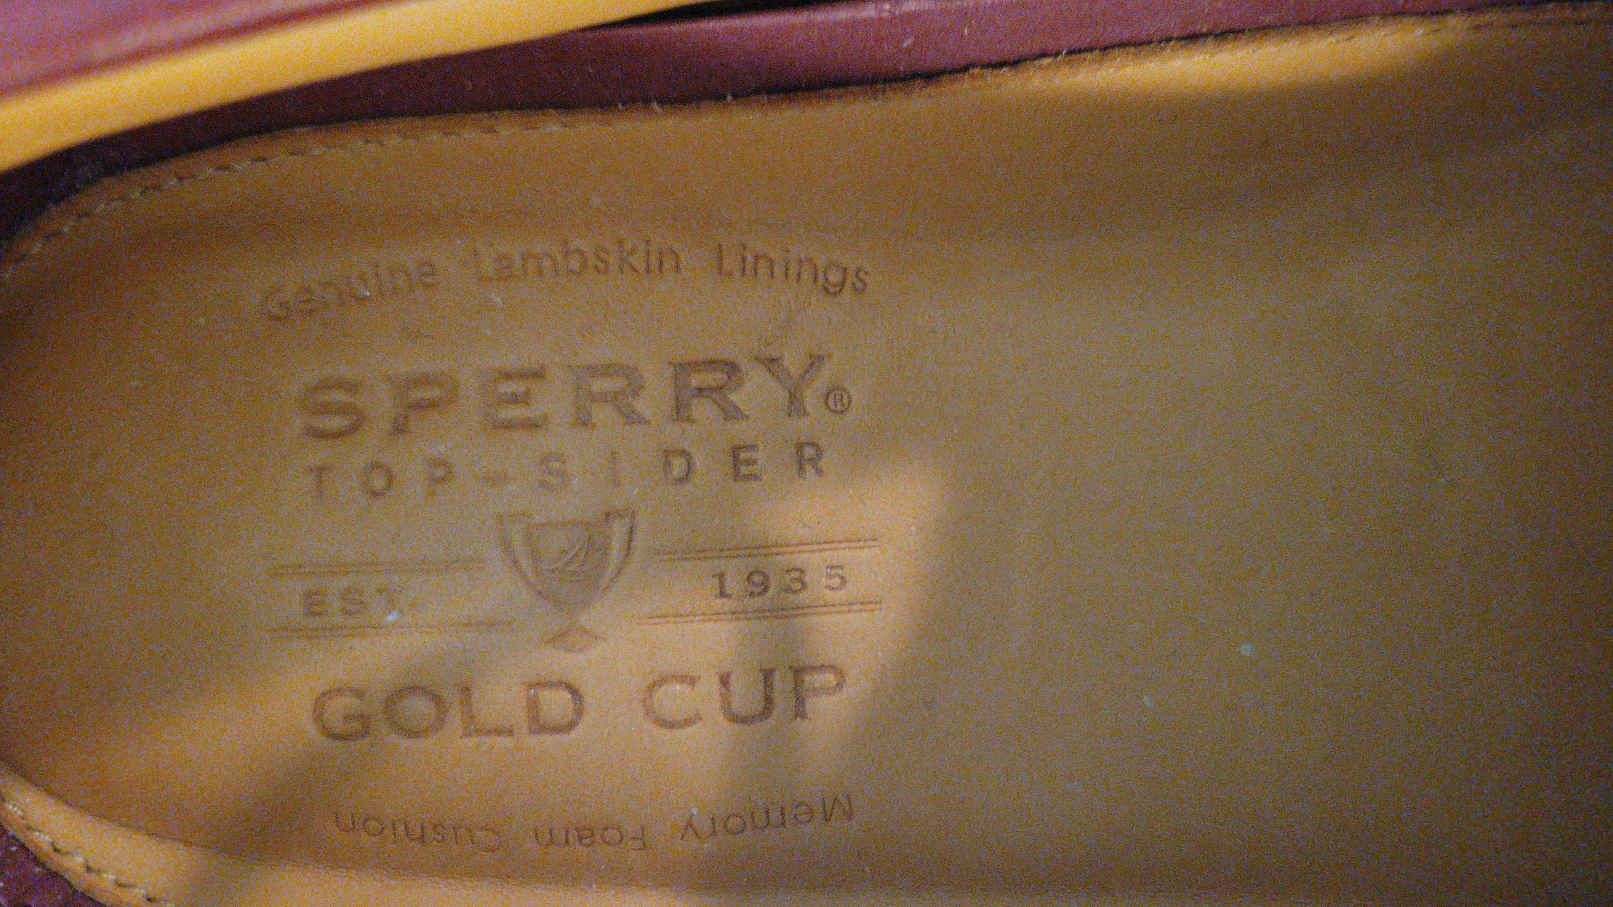 Genuine Lambskin Linings
SPERRY®
TOP-SIDER
EST. 1935
GOLD CUP
Memory Foam Cushion